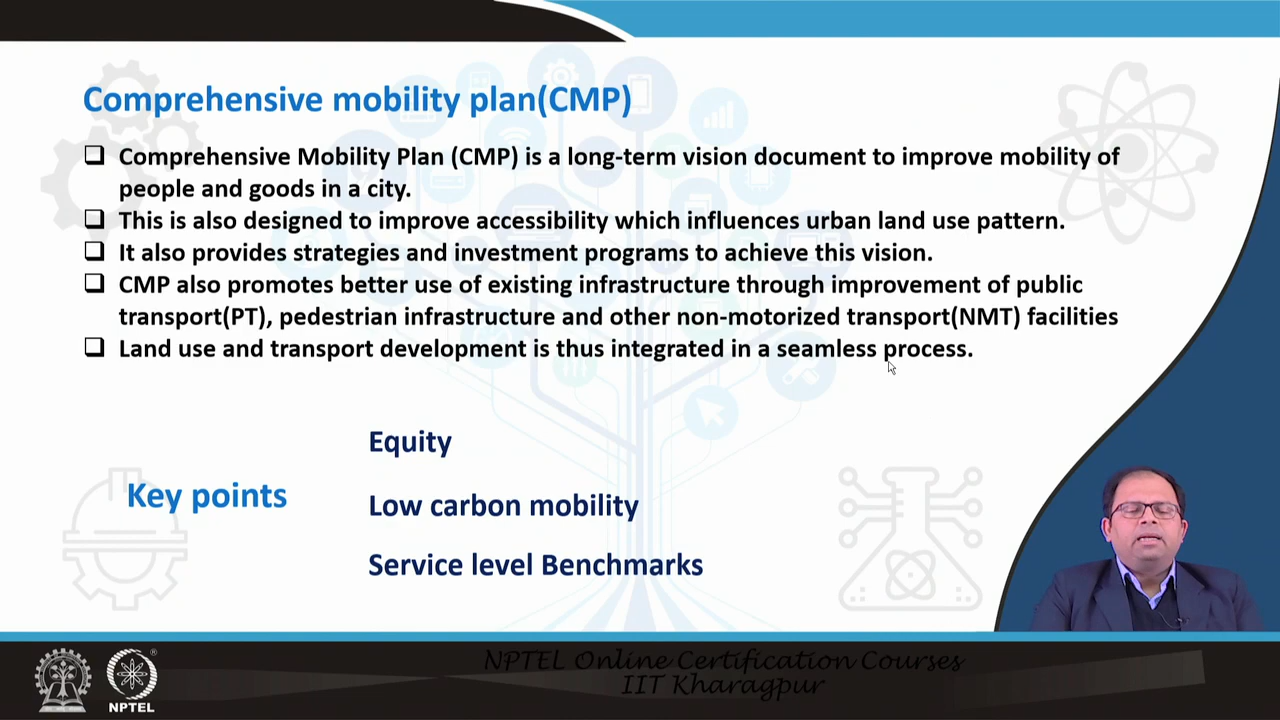 Comprehensive mobility plan(CMP)
❑ Comprehensive Mobility Plan (CMP) is a long-term vision document to improve mobility of
people and goods in a city.
❑ This is also designed to improve accessibility which influences urban land use pattern.
❑ It also provides strategies and investment programs to achieve this vision.
❑ CMP also promotes better use of existing infrastructure through improvement of public
transport(PT), pedestrian infrastructure and other non-motorized transport(NMT) facilities
❑ Land use and transport development is thus integrated in a seamless process.
Equity
Key points
Low carbon mobility
Service level Benchmarks
NPTEL Online Certification Courses
IIT Kharagpur
NPTEL